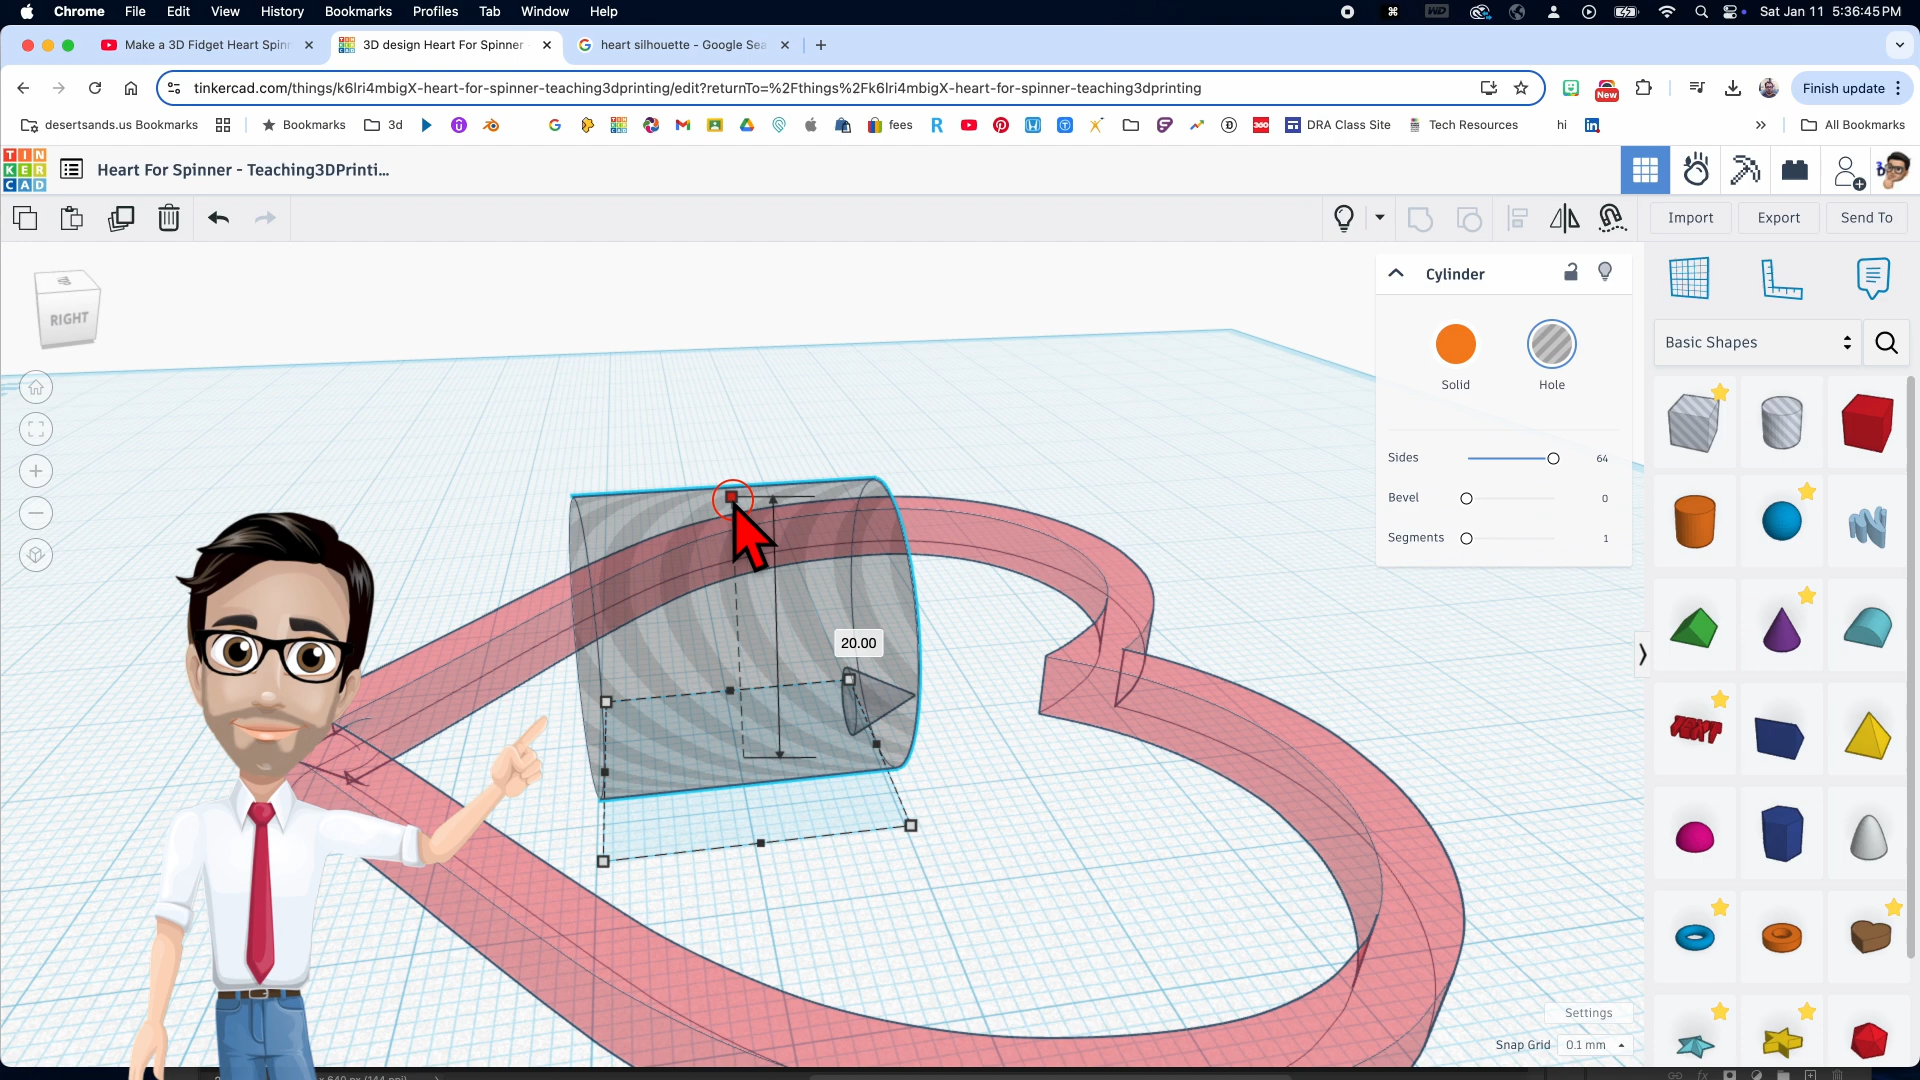 Chrome File Edit View History Bookmarks Profiles Tab Window Help
Sat Jan 11 5:36:45 PM
Make a 3D Fidget Heart Spin
3D design Heart For Spinner
heart silhouette - Google Sea
tinkercad.com/things/k6lri4mbigX-heart-for-spinner-teaching3dprinting/edit?returnTo=%2Fthings%2Fk6lri4mbigX-heart-for-spinner-teaching3dprinting
New
Finish update
desertsands.us Bookmarks
Bookmarks
3d
fees
DRA Class Site
Tech Resources
hi
All Bookmarks
TIN
KER
CAD
Heart For Spinner - Teaching3DPrinti...
Import
Export
Send To
RIGHT
Cylinder
Solid
Hole
Sides 64
Bevel 0
Segments 1
Basic Shapes
20.00
TEXT
Settings
Snap Grid 0.1 mm